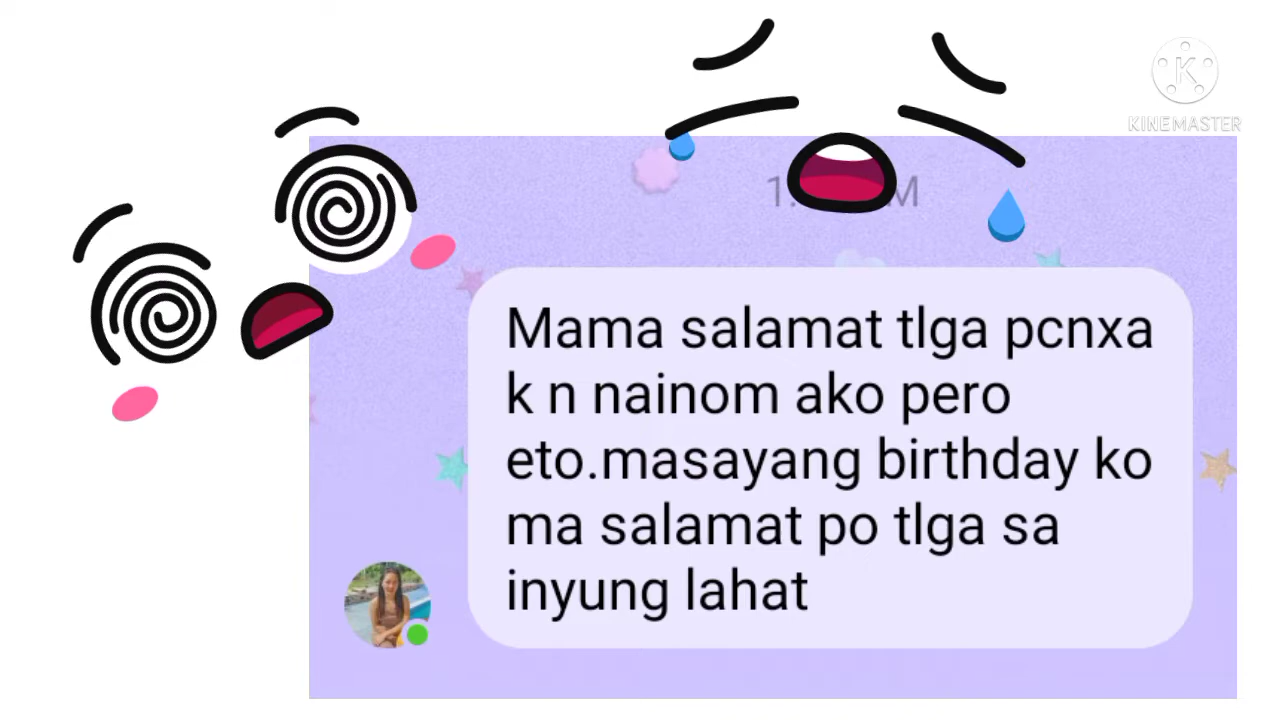 KINEMASTER
Mama salamat tlga pcnxa
k n nainom ako pero
eto.masayang birthday ko
ma salamat po tlga sa
inyung lahat